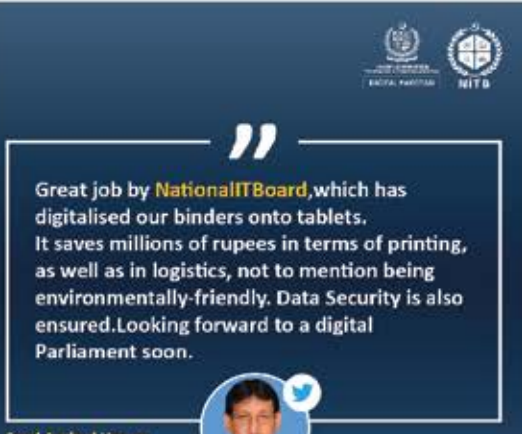 DIGITAL PAKISTAN
NITB
Great job by NationalITBoard,which has
digitalised our binders onto tablets.
It saves millions of rupees in terms of printing,
as well as in logistics, not to mention being
environmentally-friendly. Data Security is also
ensured.Looking forward to a digital
Parliament soon.